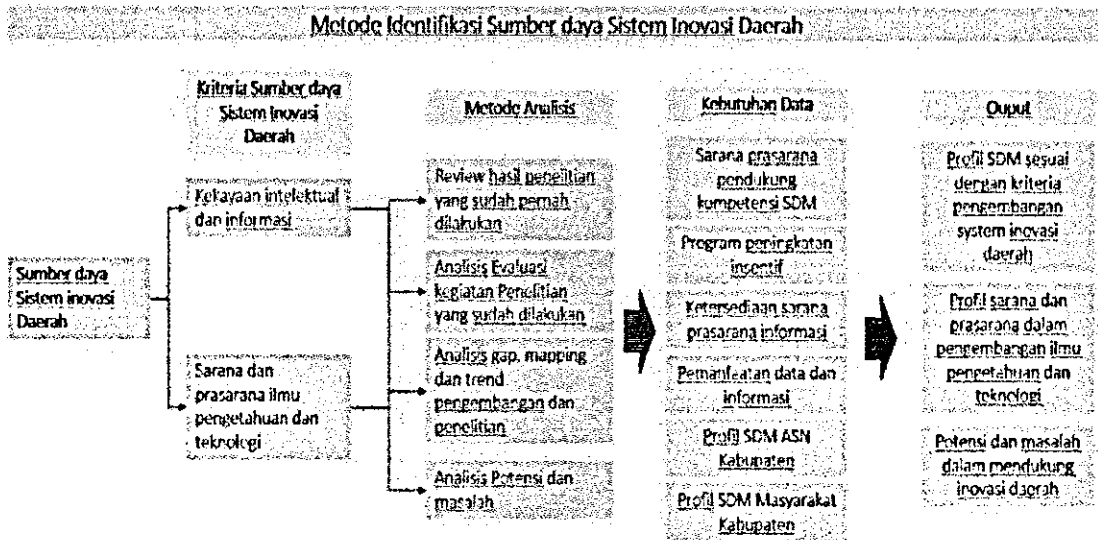 Metode Identifikasi Sumber daya Sistem Inovasi Daerah
Kriteria Sumber daya
Sistem Inovasi
Daerah
Metode Analisis
Kebutuhan Data
Ouput
Sumber daya
Sistem inovasi
Daerah
Kekayaan intelektual
dan informasi
Sarana dan
prasarana ilmu
pengetahuan dan
teknologi
Review hasil penelitian
yang sudah pernah
dilakukan
Analisis Evaluasi
kegiatan Penelitian
yang sudah dilakukan
Analisis gap, mapping
dan trend
pengembangan dan
penelitian
Analisis Potensi dan
masalah
Sarana prasarana
pendukung
kompetensi SDM
Program peningkatan
insentif
Ketersediaan sarana
prasarana informasi
Pemanfaatan data dan
informasi
Profil SDM ASN
Kabupaten
Profil SDM Masyarakat
Kabupaten
Profil SDM sesuai
dengan kriteria
pengembangan
system inovasi
daerah
Profil sarana dan
prasarana dalam
pengembangan ilmu
pengetahuan dan
teknologi
Potensi dan masalah
dalam mendukung
inovasi daerah